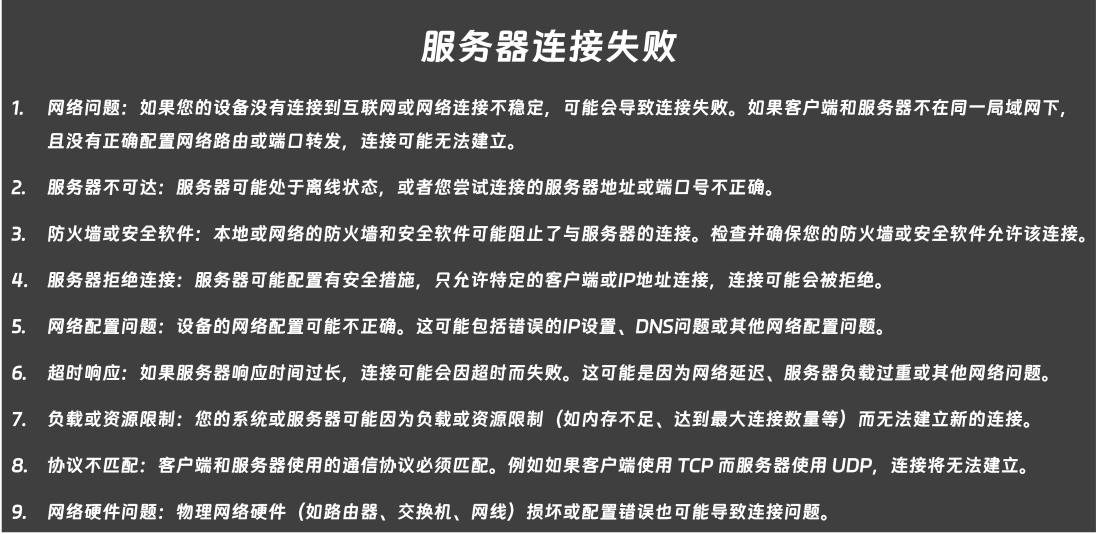 服务器连接失败
1. 网络问题：如果您的设备没有连接到互联网或网络连接不稳定，可能会导致连接失败。如果客户端和服务器不在同一局域网下，
且没有正确配置网络路由或端口转发，连接可能无法建立。
2. 服务器不可达：服务器可能处于离线状态，或者您尝试连接的服务器地址或端口号不正确。
3. 防火墙或安全软件：本地或网络的防火墙和安全软件可能阻止了与服务器的连接。检查并确保您的防火墙或安全软件允许该连接。
4. 服务器拒绝连接：服务器可能配置有安全措施，只允许特定的客户端或IP地址连接，连接可能会被拒绝。
5. 网络配置问题：设备的网络配置可能不正确。这可能包括错误的IP设置、DNS问题或其他网络配置问题。
6. 超时响应：如果服务器响应时间过长，连接可能会因超时而失败。这可能是因为网络延迟、服务器负载过重或其他网络问题。
7. 负载或资源限制：您的系统或服务器可能因为负载或资源限制（如内存不足、达到最大连接数量等）而无法建立新的连接。
8. 协议不匹配：客户端和服务器使用的通信协议必须匹配。例如如果客户端使用 TCP 而服务器使用 UDP，连接将无法建立。
9. 网络硬件问题：物理网络硬件（如路由器、交换机、网线）损坏或配置错误也可能导致连接问题。